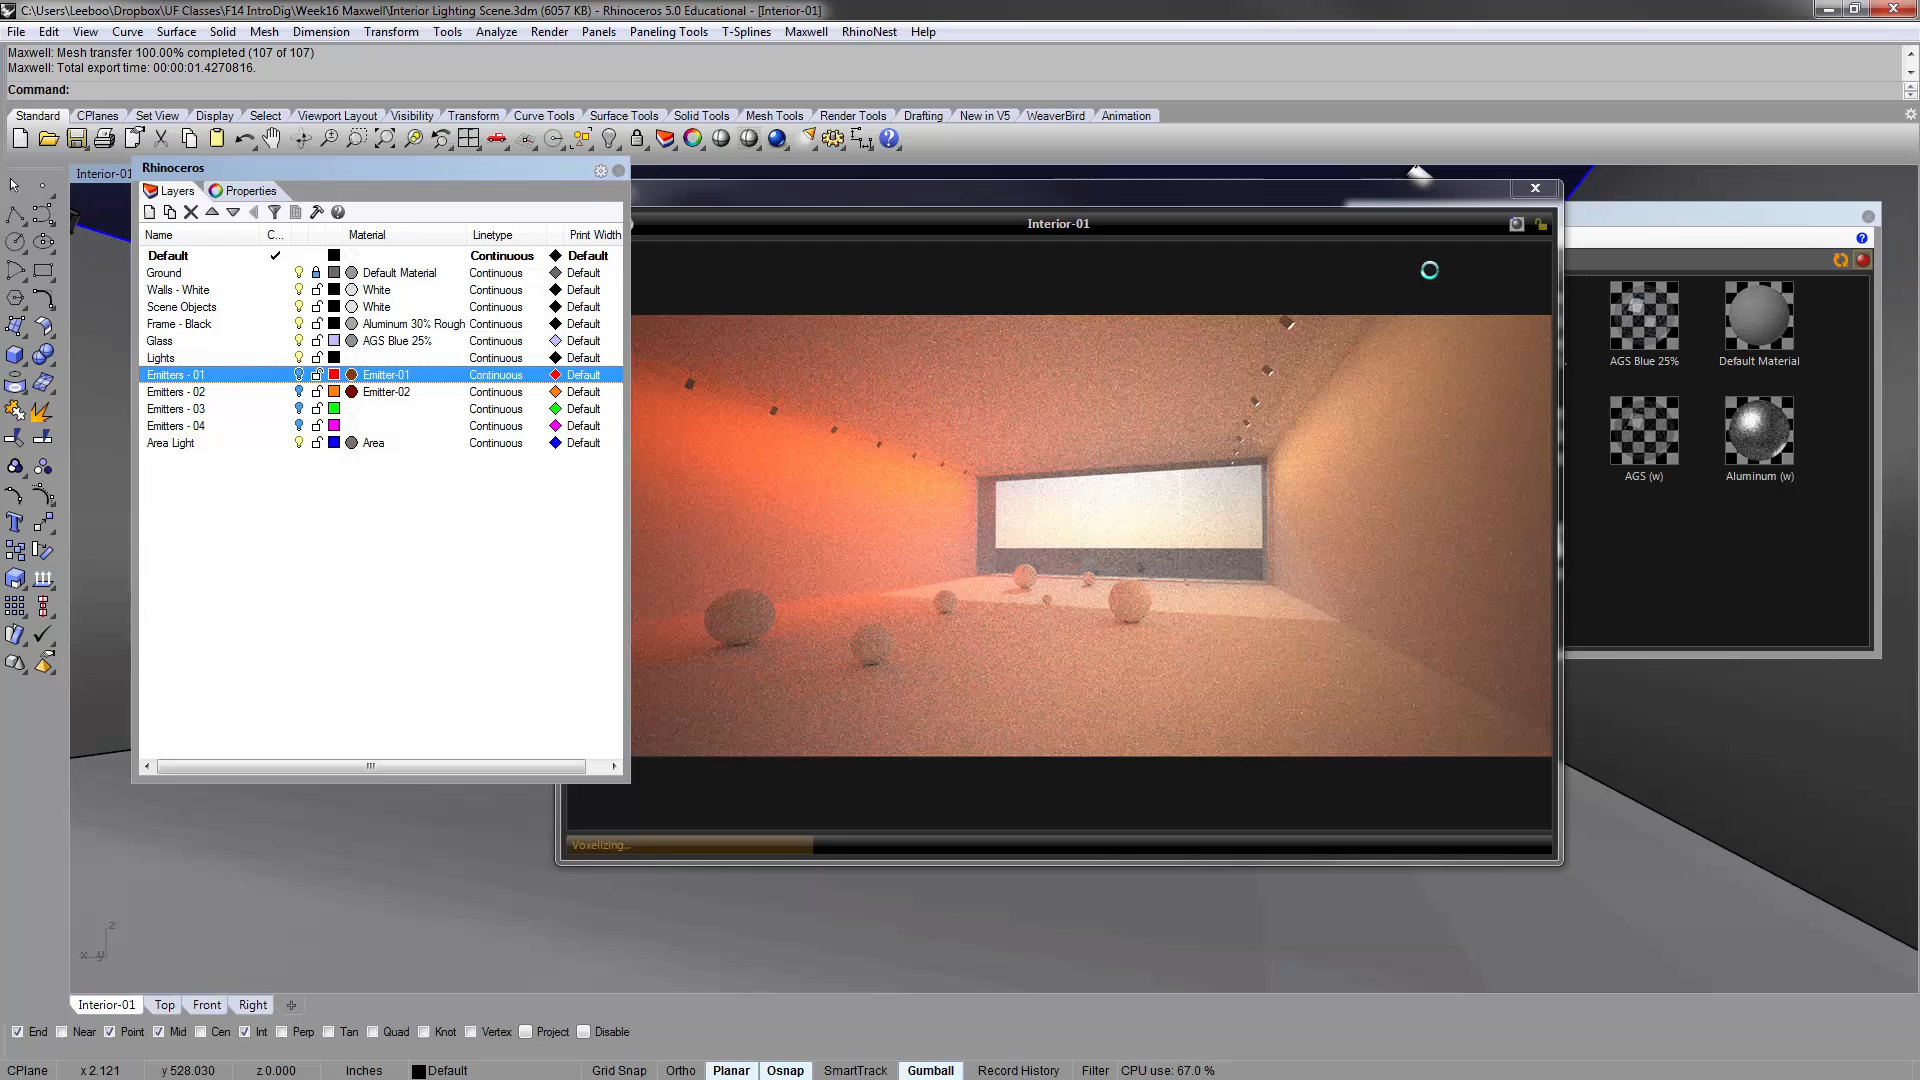 C:\Users\Leeboo\Dropbox\UF Classes\F14 IntroDig\Week16 Maxwell\Interior Lighting Scene.3dm (6057 KB) - Rhinoceros 5.0 Educational - [Interior-01]
File Edit View Curve Surface Solid Mesh Dimension Transform Tools Analyze Render Panels Paneling Tools T-Splines Maxwell RhinoNest Help
Maxwell: Mesh transfer 100.00% completed (107 of 107)
Maxwell: Total export time: 00:00:01.4270816.
Command:
Standard CPlanes Set View Display Select Viewport Layout Visibility Transform Curve Tools Surface Tools Solid Tools Mesh Tools Render Tools Drafting New in V5 WeaverBird Animation
Interior-01
Rhinoceros
Layers Properties
Name C... Material Linetype Print Width
Default Continuous Default
Ground Default Material Continuous Default
Walls - White White Continuous Default
Scene Objects White Continuous Default
Frame - Black Aluminum 30% Rough Continuous Default
Glass AGS Blue 25% Continuous Default
Lights Continuous Default
Emitters - 01 Emitter-01 Continuous Default
Emitters - 02 Emitter-02 Continuous Default
Emitters - 03 Continuous Default
Emitters - 04 Continuous Default
Area Light Area Continuous Default
Interior-01
AGS Blue 25% Default Material
AGS (w) Aluminum (w)
Voxelizing...
z
x y
Interior-01 Top Front Right
End Near Point Mid Cen Int Perp Tan Quad Knot Vertex Project Disable
CPlane x 2.121 y 528.030 z 0.000 Inches Default Grid Snap Ortho Planar Osnap SmartTrack Gumball Record History Filter CPU use: 67.0 %